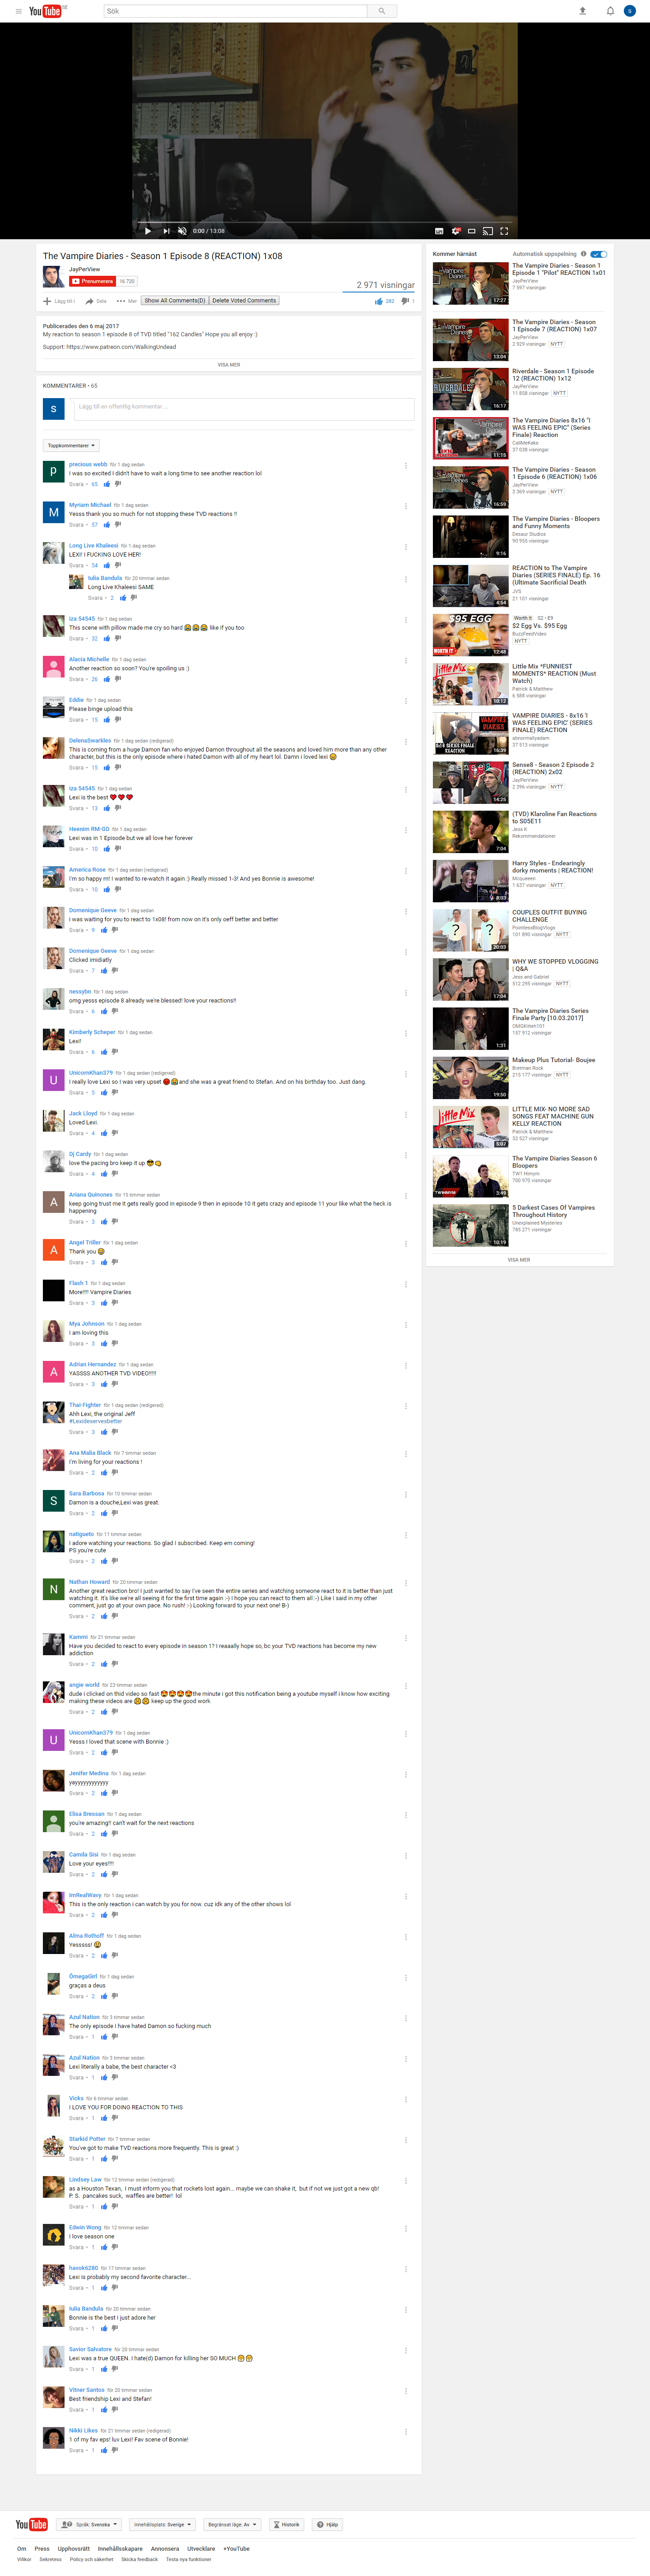 YouTube SE
Sök
S
0:00 / 13:08
The Vampire Diaries - Season 1 Episode 8 (REACTION) 1x08
JayPerView
Prenumerera 16 720
2 971 visningar
Lägg till i Dela Mer Show All Comments(D) Delete Voted Comments 282 1
Publicerades den 6 maj 2017
My reaction to season 1 episode 8 of TVD titled "162 Candles" Hope you all enjoy :)
Support: https://www.patreon.com/WalkingUndead
VISA MER
KOMMENTARER • 65
S
Lägg till en offentlig kommentar ...
Toppkommentarer
precious webb för 1 dag sedan
I was so excited I didn't have to wait a long time to see another reaction lol
Svara • 65
Myriam Michael för 1 dag sedan
Yesss thank you so much for not stopping these TVD reactions !!
Svara • 57
Long Live Khaleesi för 1 dag sedan
LEXI! I FUCKING LOVE HER!
Svara • 54
Iulia Bandula för 20 timmar sedan
Long Live Khaleesi SAME
Svara • 2
iza 54545 för 1 dag sedan
This scene with pillow made me cry so hard 😭😭😭 like if you too
Svara • 32
Alacia Michelle för 1 dag sedan
Another reaction so soon? You're spoiling us :)
Svara • 26
Eddie för 1 dag sedan
Please binge upload this
Svara • 15
DelenaSwarkles för 1 dag sedan (redigerad)
This is coming from a huge Damon fan who enjoyed Damon throughout all the seasons and loved him more than any other
character, but this is the only episode where i hated Damon with all of my heart lol. Damn i loved lexi
Svara • 15
iza 54545 för 1 dag sedan
Lexi is the best ❤❤❤
Svara • 13
Heenim RM-GD för 1 dag sedan
Lexi was in 1 Episode but we all love her forever
Svara • 10
America Rose för 1 dag sedan (redigerad)
I'm so happy m! I wanted to re-watch it again :) Really missed 1-3! And yes Bonnie is awesome!
Svara • 10
Domenique Geeve för 1 dag sedan
i was waiting for you to react to 1x08! from now on it's only oeff better and better
Svara • 9
Domenique Geeve för 1 dag sedan
Clicked imidiatly
Svara • 7
nessybn för 1 dag sedan
omg yesss episode 8 already we're blessed! love your reactions!!
Svara • 6
Kimberly Scheper för 1 dag sedan
Lexi!
Svara • 6
UnicornKhan379 för 1 dag sedan (redigerad)
I really love Lexi so I was very upset 😡😭and she was a great friend to Stefan. And on his birthday too. Just dang.
Svara • 5
Jack Lloyd för 1 dag sedan
Loved Lexi.
Svara • 4
Dj Cardy för 1 dag sedan
love the pacing bro keep it up 😎👊
Svara • 4
Ariana Quinones för 15 timmar sedan
keep going trust me it gets really good in episode 9 then in episode 10 it gets crazy and episode 11 your like what the heck is
happening
Svara • 3
Angel Triller för 1 dag sedan
Thank you
Svara • 3
Flash 1 för 1 dag sedan
More!!!! Vampire Diaries
Svara • 3
Mya Johnson för 1 dag sedan
I am loving this
Svara • 3
Adrian Hernandez för 1 dag sedan
YASSSS ANOTHER TVD VIDEO!!!!!
Svara • 3
Thai-Fighter för 1 dag sedan (redigerad)
Ahh Lexi, the original Jeff
#Lexideservesbetter
Svara • 3
Ana Malia Black för 7 timmar sedan
I'm living for your reactions !
Svara • 2
Sara Barbosa för 10 timmar sedan
Damon is a douche,Lexi was great.
Svara • 2
natigueto för 11 timmar sedan
I adore watching your reactions. So glad I subscribed. Keep em coming!
PS you're cute
Svara • 2
Nathan Howard för 20 timmar sedan
Another great reaction bro! I just wanted to say I've seen the entire series and watching someone react to it is better than just
watching it. It's like we're all seeing it for the first time again :-) I hope you can react to them all :-) Like I said in my other
comment, just go at your own pace. No rush! :-) Looking forward to your next one! B-)
Svara • 2
Kammi för 21 timmar sedan
Have you decided to react to every episode in season 1? I reaaally hope so, bc your TVD reactions has become my new
addiction
Svara • 2
angie world för 23 timmar sedan
dude i clicked on thid video so fast 😍😍😍😍the minute i got this notification being a youtube myself i know how exciting
making these videos are keep up the good work
Svara • 2
UnicornKhan379 för 1 dag sedan
Yesss I loved that scene with Bonnie :)
Svara • 2
Jenifer Medina för 1 dag sedan
yayyyyyyyyyyyy
Svara • 2
Elisa Bressan för 1 dag sedan
you're amazing!! can't wait for the next reactions
Svara • 2
Camila Sisi för 1 dag sedan
Love your eyes!!!!
Svara • 2
ImRealWavy för 1 dag sedan
This is the only reaction i can watch by you for now. cuz idk any of the other shows lol
Svara • 2
Alma Rothoff för 1 dag sedan
Yesssss!
Svara • 2
ÔmegaGirl för 1 dag sedan
graças a deus
Svara • 2
Azul Nation för 3 timmar sedan
The only episode I have hated Damon so fucking much
Svara • 1
Azul Nation för 3 timmar sedan
Lexi literally a babe, the best character <3
Svara • 1
Vicks för 6 timmar sedan
I LOVE YOU FOR DOING REACTION TO THIS
Svara • 1
Starkid Potter för 7 timmar sedan
You've got to make TVD reactions more frequently. This is great :)
Svara • 1
Lindsey Law för 12 timmar sedan (redigerad)
as a Houston Texan, I must inform you that rockets lost again... maybe we can shake it, but if not we just got a new qb!
P. S. .pancakes suck, waffles are better! lol
Svara • 1
Edwin Wong för 12 timmar sedan
I love season one
Svara • 1
havok6280 för 17 timmar sedan
Lexi is probably my second favorite character...
Svara • 1
Iulia Bandula för 20 timmar sedan
Bonnie is the best I just adore her
Svara • 1
Savior Salvatore för 20 timmar sedan
Lexi was a true QUEEN. I hate(d) Damon for killing her SO MUCH
Svara • 1
Vitner Santos för 20 timmar sedan
Best friendship Lexi and Stefan!
Svara • 1
Nikki Likes för 21 timmar sedan (redigerad)
1 of my fav eps! luv Lexi! Fav scene of Bonnie!
Svara • 1
Kommer härnäst Automatisk uppspelning
The Vampire Diaries - Season 1
Episode 1 "Pilot" REACTION 1x01
JayPerView
7 597 visningar
17:27
The Vampire Diaries - Season
1 Episode 7 (REACTION) 1x07
JayPerView
2 929 visningar NYTT
13:04
Riverdale - Season 1 Episode
12 (REACTION) 1x12
JayPerView
11 858 visningar NYTT
16:17
The Vampire Diaries 8x16 "I
WAS FEELING EPIC" (Series
Finale) Reaction
CallMeKeks
37 038 visningar
11:15
The Vampire Diaries - Season
1 Episode 6 (REACTION) 1x06
JayPerView
3 369 visningar NYTT
16:59
The Vampire Diaries - Bloopers
and Funny Moments
Desaur Studios
90 955 visningar
9:16
REACTION to The Vampire
Diaries (SERIES FINALE) Ep. 16
(Ultimate Sacrificial Death
JVS
21 101 visningar
4:54
Worth It S2 • E9
$2 Egg Vs. $95 Egg
BuzzFeedVideo
NYTT
$95 EGG
WORTH IT
12:48
Little Mix *FUNNIEST
MOMENTS* REACTION (Must
Watch)
Patrick & Matthew
6 588 visningar
10:12
VAMPIRE DIARIES - 8x16 'I
WAS FEELING EPIC' (SERIES
FINALE) REACTION
abnormallyadam
37 513 visningar
16:39
Sense8 - Season 2 Episode 2
(REACTION) 2x02
JayPerView
2 396 visningar NYTT
14:25
(TVD) Klaroline Fan Reactions
to S05E11
Jess K
Rekommendationer
7:04
Harry Styles - Endearingly
dorky moments | REACTION!
Mcqueeen
1 637 visningar NYTT
8:03
COUPLES OUTFIT BUYING
CHALLENGE
PointlessBlogVlogs
101 890 visningar NYTT
20:03
WHY WE STOPPED VLOGGING
| Q&A
Jess and Gabriel
512 295 visningar NYTT
17:04
The Vampire Diaries Series
Finale Party [10.03.2017]
OMGKitteh101
137 912 visningar
1:31
Makeup Plus Tutorial- Boujee
Bretman Rock
215 177 visningar NYTT
19:50
LITTLE MIX- NO MORE SAD
SONGS FEAT MACHINE GUN
KELLY REACTION
Patrick & Matthew
32 527 visningar
5:07
The Vampire Diaries Season 6
Bloopers
TW1 Himym
700 970 visningar
3:49
5 Darkest Cases Of Vampires
Throughout History
Unexplained Mysteries
765 271 visningar
10:19
VISA MER
YouTube
Språk: Svenska Innehållsplats: Sverige Begränsat läge: Av Historik Hjälp
Om Press Upphovsrätt Innehållsskapare Annonsera Utvecklare +YouTube
Villkor Sekretess Policy och säkerhet Skicka feedback Testa nya funktioner